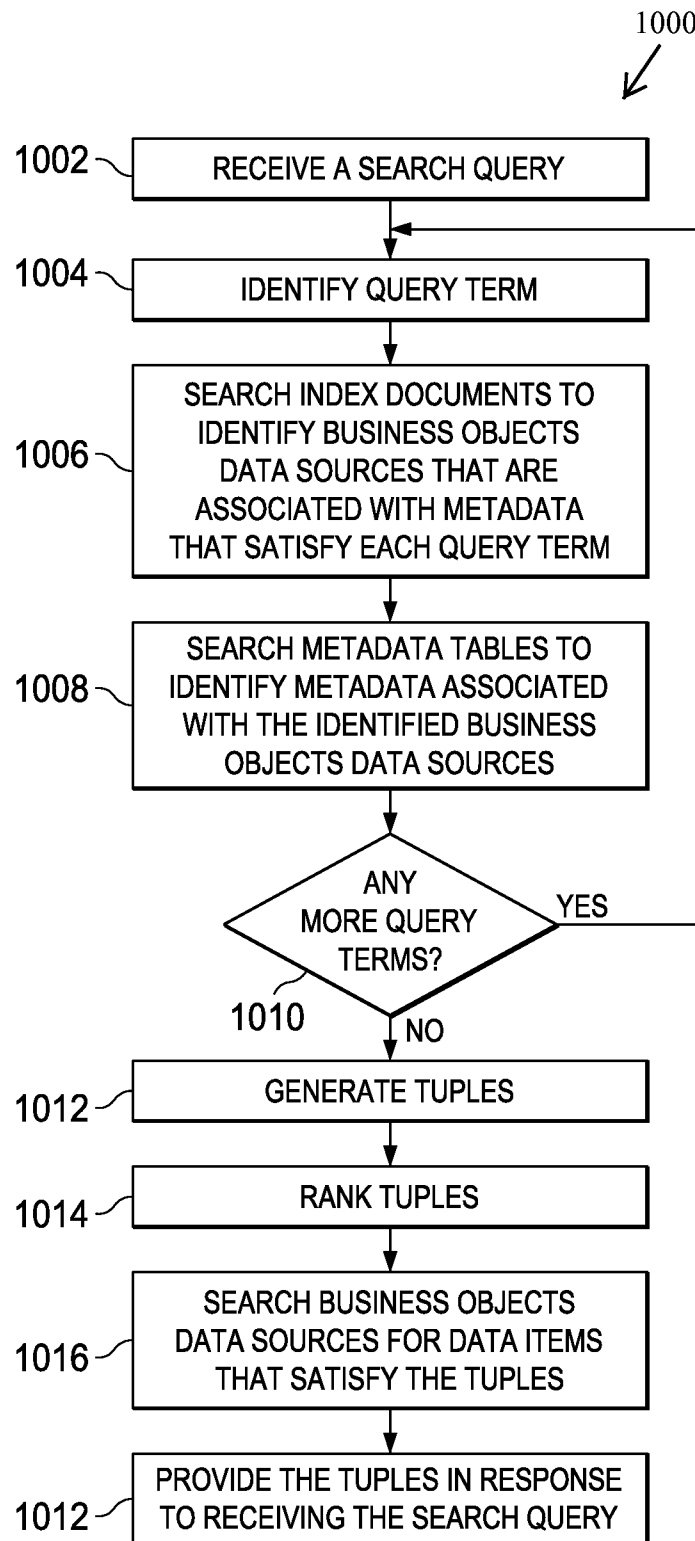 1000
1002
RECEIVE A SEARCH QUERY
1004
IDENTIFY QUERY TERM
1006
SEARCH INDEX DOCUMENTS TO
IDENTIFY BUSINESS OBJECTS
DATA SOURCES THAT ARE
ASSOCIATED WITH METADATA
THAT SATISFY EACH QUERY TERM
1008
SEARCH METADATA TABLES TO
IDENTIFY METADATA ASSOCIATED
WITH THE IDENTIFIED BUSINESS
OBJECTS DATA SOURCES
ANY
MORE QUERY
TERMS?
YES
1010
NO
1012
GENERATE TUPLES
1014
RANK TUPLES
1016
SEARCH BUSINESS OBJECTS
DATA SOURCES FOR DATA ITEMS
THAT SATISFY THE TUPLES
1012
PROVIDE THE TUPLES IN RESPONSE
TO RECEIVING THE SEARCH QUERY